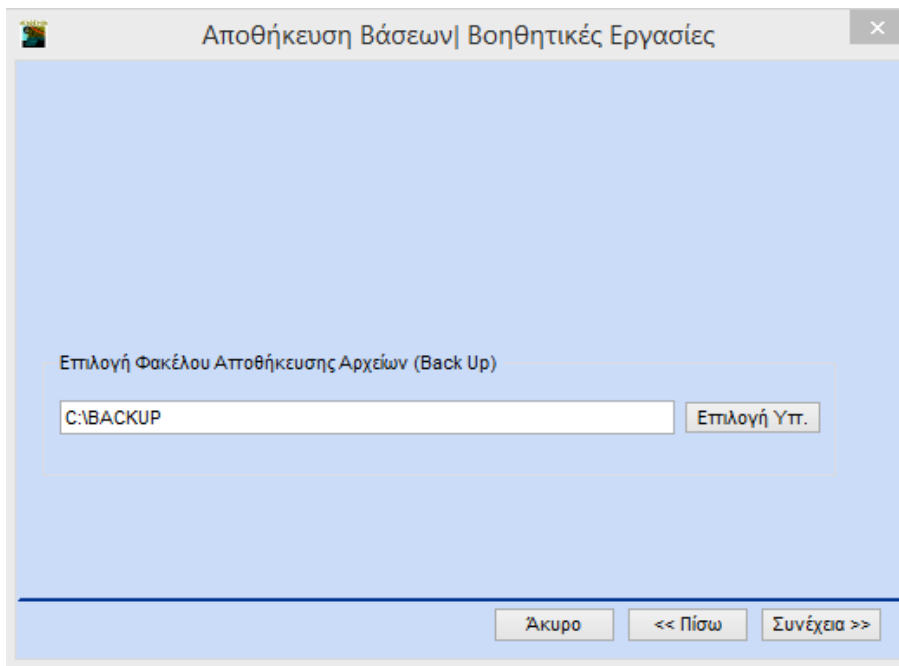 Αποθήκευση Βάσεων| Βοηθητικές Εργασίες
Επιλογή Φακέλου Αποθήκευσης Αρχείων (Back Up)
C:\BACKUP
Επιλογή Υπ.
Άκυρο
<< Πίσω
Συνέχεια >>